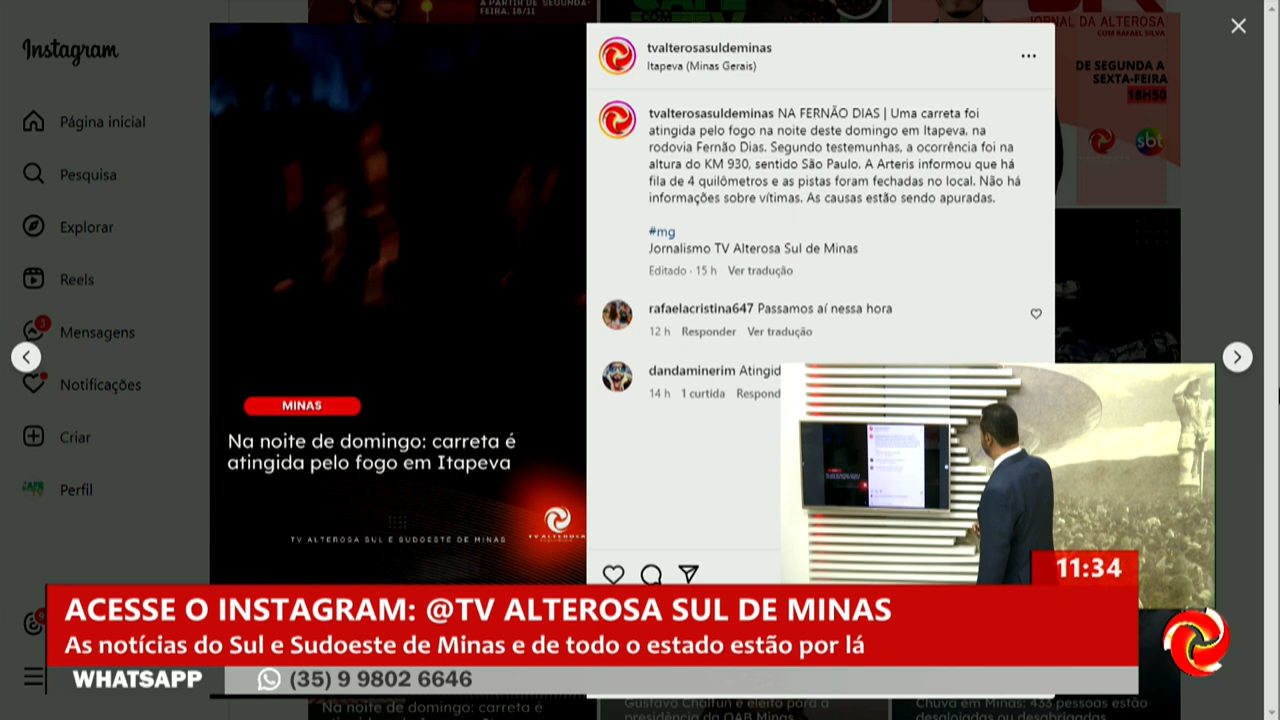 A PARTIR DE SEGUNDA-
FEIRA, 18/11
JORNAL DA ALTEROSA
COM RAFAEL SILVA
DE SEGUNDA A
SEXTA-FEIRA
18H50
sbt
Instagram
Página inicial
Pesquisa
Explorar
Reels
3
Mensagens
Notificações
Criar
Perfil
MINAS
Na noite de domingo: carreta é
atingida pelo fogo em Itapeva
TV ALTEROSA SUL E SUDOESTE DE MINAS
TV ALTEROSA
tvalterosasuldeminas
Itapeva (Minas Gerais)
tvalterosasuldeminas NA FERNÃO DIAS | Uma carreta foi
atingida pelo fogo na noite deste domingo em Itapeva, na
rodovia Fernão Dias. Segundo testemunhas, a ocorrência foi na
altura do KM 930, sentido São Paulo. A Arteris informou que há
fila de 4 quilômetros e as pistas foram fechadas no local. Não há
informações sobre vítimas. As causas estão sendo apuradas.
#mg
Jornalismo TV Alterosa Sul de Minas
Editado · 15 h Ver tradução
rafaelacristina647 Passamos aí nessa hora
12 h Responder Ver tradução
dandaminerim Atingid
14 h 1 curtida Respond
11:34
ACESSE O INSTAGRAM: @TV ALTEROSA SUL DE MINAS
As notícias do Sul e Sudoeste de Minas e de todo o estado estão por lá
WHATSAPP (35) 9 9802 6646
Na noite de domingo: carreta é
atingida pelo fogo em Itapeva
Gustavo Chalfun é eleito para a
presidência da OAB Minas
Chuva em Minas: 433 pessoas estão
desalojadas ou desabrigadas